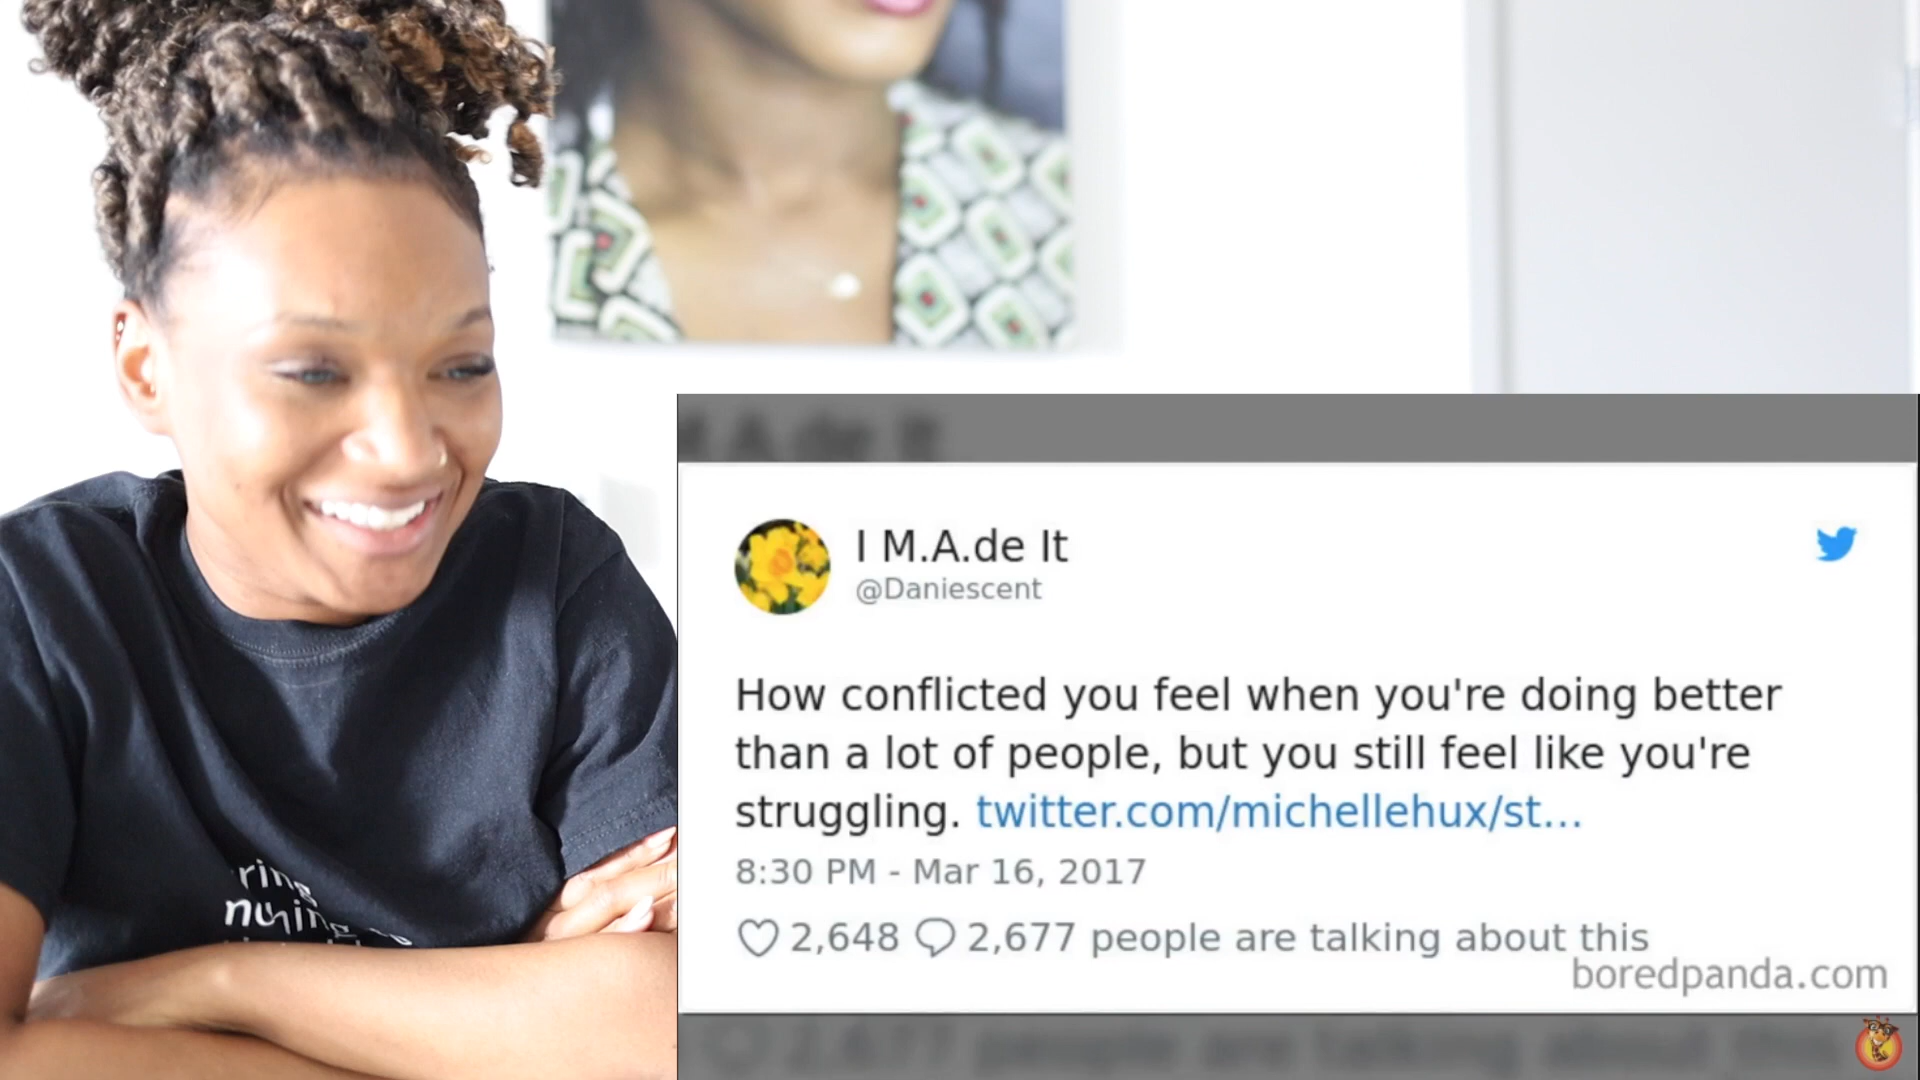 I M.A.de It
@Daniescent
How conflicted you feel when you're doing better
than a lot of people, but you still feel like you're
struggling. twitter.com/michellehux/st...
8:30 PM - Mar 16, 2017
2,648 2,677 people are talking about this
boredpanda.com